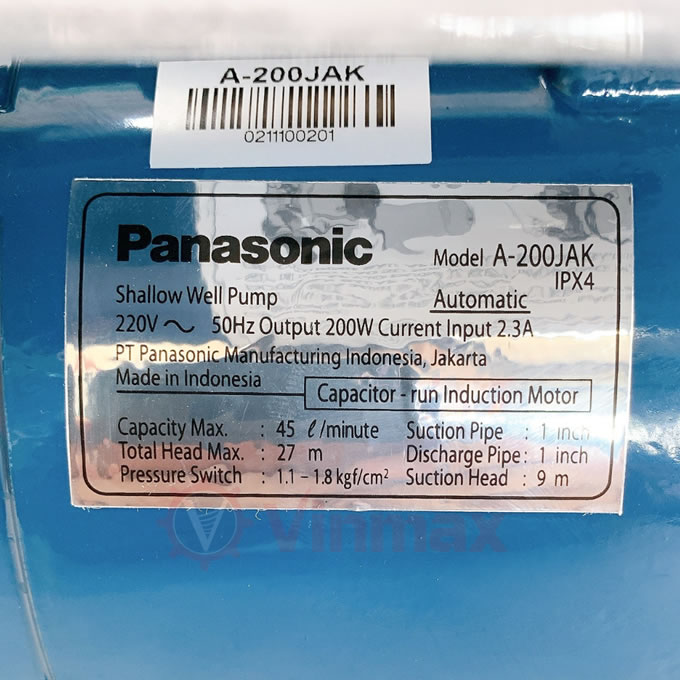 A-200JAK
0211100201
Panasonic
Model A-200JAK
IPX4
Shallow Well Pump
Automatic
220V ~ 50Hz Output 200W Current Input 2.3A
PT Panasonic Manufacturing Indonesia, Jakarta
Made in Indonesia
Capacitor - run Induction Motor
Capacity Max. : 45 ℓ/minute Suction Pipe : 1 inch
Total Head Max. : 27 m Discharge Pipe : 1 inch
Pressure Switch : 1.1 – 1.8 kgf/cm² Suction Head : 9 m
Vinmax